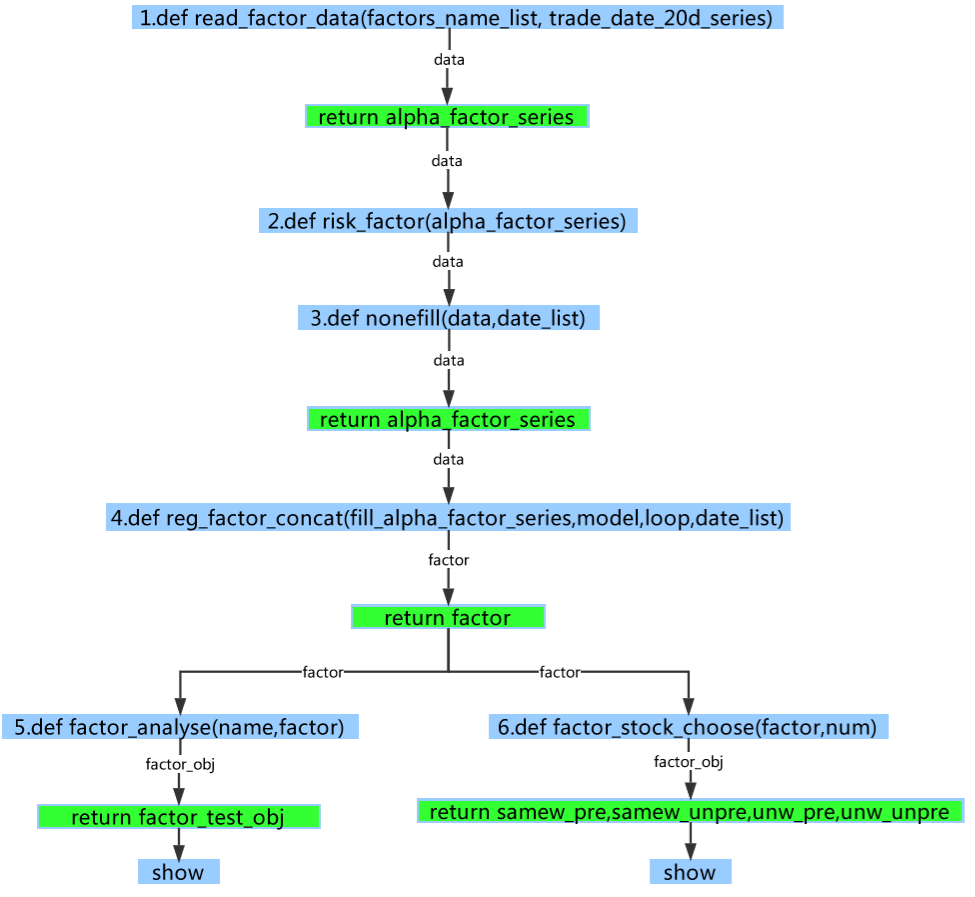 1.def read_factor_data(factors_name_list, trade_date_20d_series)
data
return alpha_factor_series
data
2.def risk_factor(alpha_factor_series)
data
3.def nonefill(data,date_list)
data
return alpha_factor_series
data
4.def reg_factor_concat(fill_alpha_factor_series,model,loop,date_list)
factor
return factor
factor
factor
5.def factor_analyse(name,factor)
6.def factor_stock_choose(factor,num)
factor_obj
factor_obj
return factor_test_obj
return samew_pre,samew_unpre,unw_pre,unw_unpre
show
show